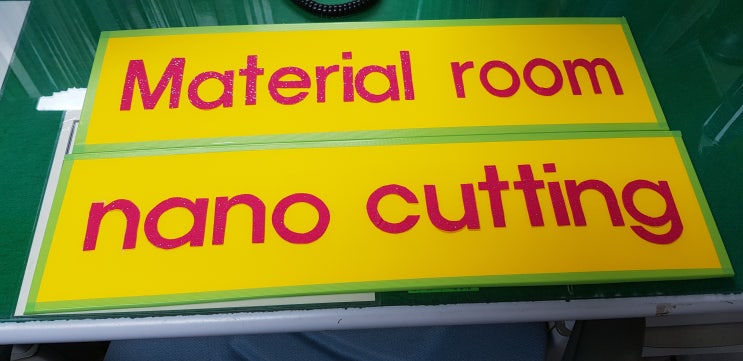 Material room
nano cutting